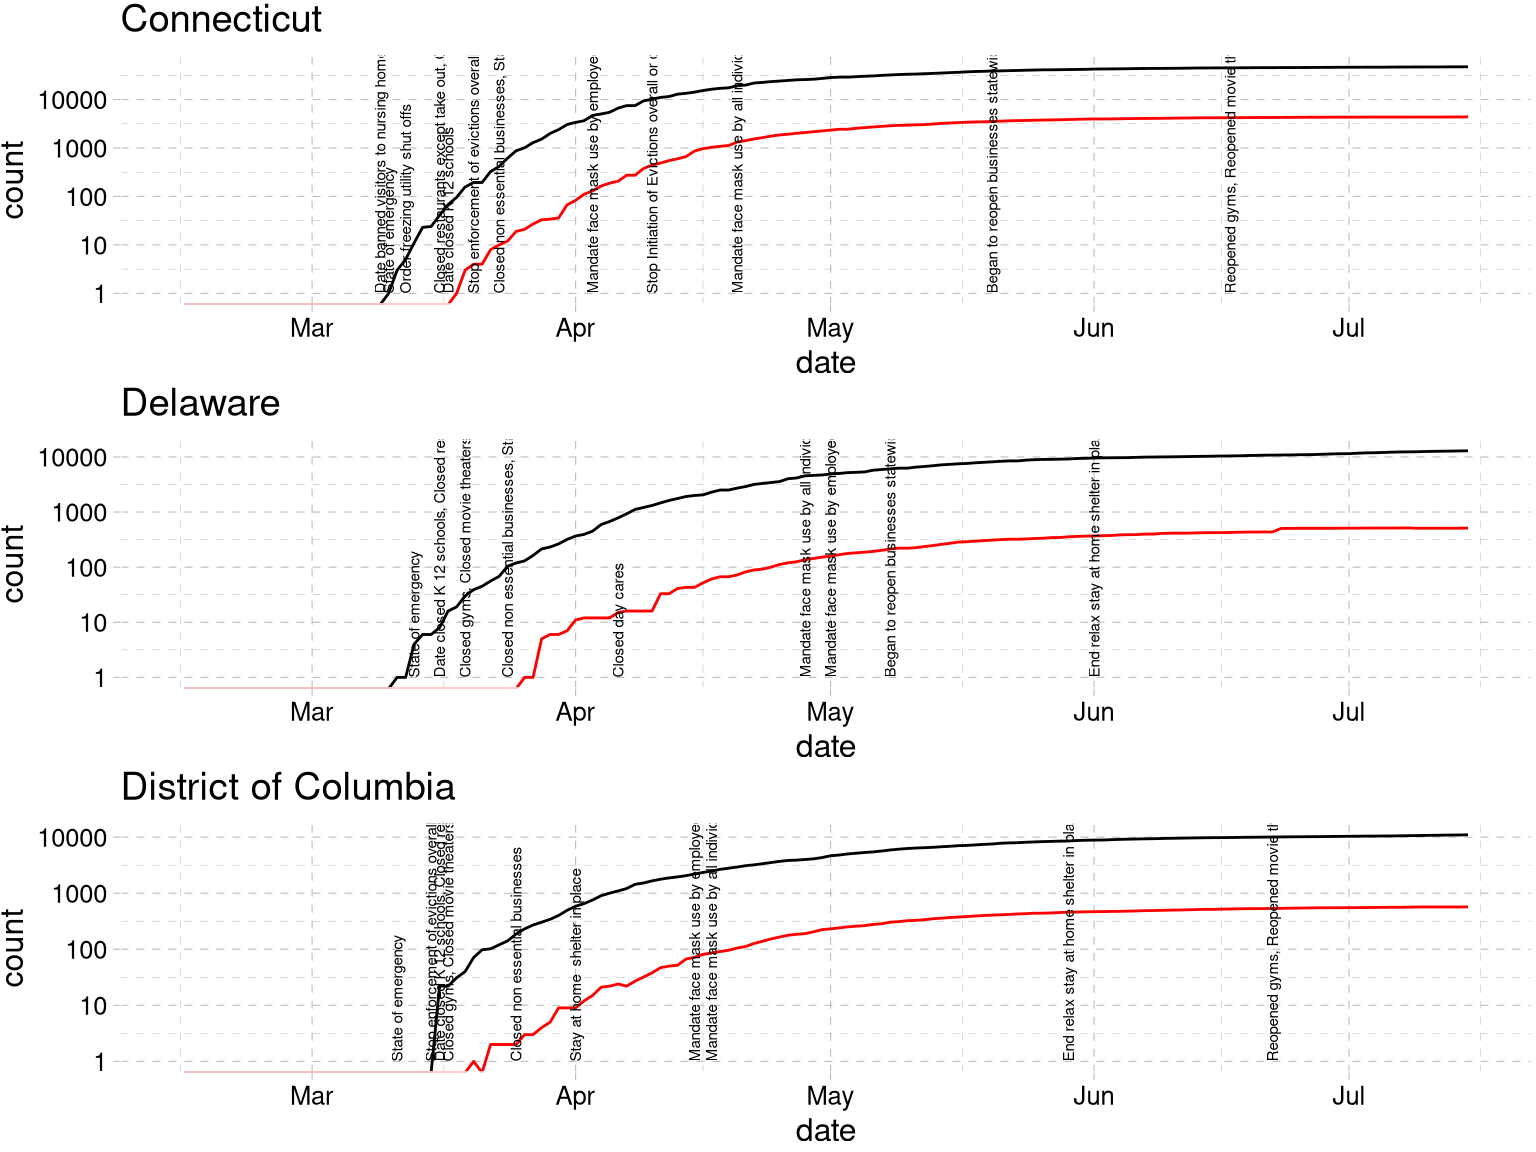 Connecticut
count
10000
1000
100
10
1
Date banned visitors to nursing home
State of emergency
Order freezing utility shut offs
Closed restaurants except take out,
Date closed K 12 schools
Stop enforcement of evictions overall
Closed non essential businesses, St
Mandate face mask use by employe
Stop Initiation of Evictions overall or
Mandate face mask use by all individ
Began to reopen businesses statewi
Reopened gyms, Reopened movie th
Mar
Apr
May
Jun
Jul
date
Delaware
count
10000
1000
100
10
1
State of emergency
Date closed K 12 schools, Closed re
Closed gyms, Closed movie theaters
Closed non essential businesses, St
Closed day cares
Mandate face mask use by all individ
Mandate face mask use by employe
Began to reopen businesses statewi
End relax stay at home shelter in pla
Mar
Apr
May
Jun
Jul
date
District of Columbia
count
10000
1000
100
10
1
State of emergency
Stop enforcement of evictions overall
Date closed K 12 schools, Closed re
Closed gyms, Closed movie theaters
Closed non essential businesses
Stay at home shelter in place
Mandate face mask use by employe
Mandate face mask use by all individ
End relax stay at home shelter in pla
Reopened gyms, Reopened movie th
Mar
Apr
May
Jun
Jul
date